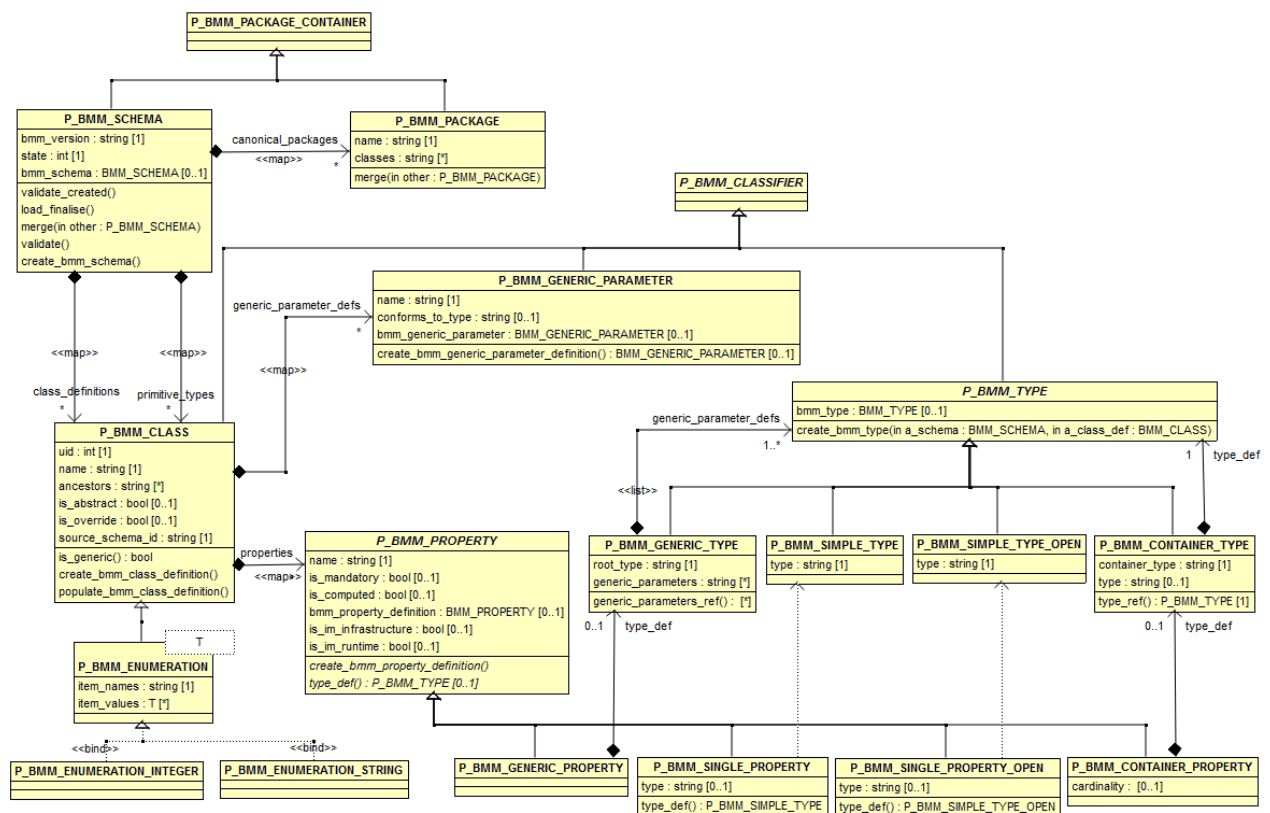 P_BMM_PACKAGE_CONTAINER
P_BMM_SCHEMA
bmm_version : string [1]
state : int [1]
bmm_schema : BMM_SCHEMA [0..1]
validate_created()
load_finalise()
merge(in other : P_BMM_SCHEMA)
validate()
create_bmm_schema()
canonical_packages
<<map>>
*
P_BMM_PACKAGE
name : string [1]
classes : string [*]
merge(in other : P_BMM_PACKAGE)
P_BMM_CLASSIFIER
<<map>>
<<map>>
class_definitions
*
primitive_types
*
generic_parameter_defs
*
<<map>>
P_BMM_GENERIC_PARAMETER
name : string [1]
conforms_to_type : string [0..1]
bmm_generic_parameter : BMM_GENERIC_PARAMETER [0..1]
create_bmm_generic_parameter_definition() : BMM_GENERIC_PARAMETER [0..1]
P_BMM_TYPE
bmm_type : BMM_TYPE [0..1]
create_bmm_type(in a_schema : BMM_SCHEMA, in a_class_def : BMM_CLASS)
generic_parameter_defs
1..*
<<list>>
1
type_def
P_BMM_CLASS
uid : int [1]
name : string [1]
ancestors : string [*]
is_abstract : bool [0..1]
is_override : bool [0..1]
source_schema_id : string [1]
is_generic() : bool
create_bmm_class_definition()
populate_bmm_class_definition()
properties
<<map>>
*
P_BMM_PROPERTY
name : string [1]
is_mandatory : bool [0..1]
is_computed : bool [0..1]
bmm_property_definition : BMM_PROPERTY [0..1]
is_im_infrastructure : bool [0..1]
is_im_runtime : bool [0..1]
create_bmm_property_definition()
type_def() : P_BMM_TYPE [0..1]
P_BMM_GENERIC_TYPE
root_type : string [1]
generic_parameters : string [*]
generic_parameters_ref() : [*]
P_BMM_SIMPLE_TYPE
type : string [1]
P_BMM_SIMPLE_TYPE_OPEN
type : string [1]
P_BMM_CONTAINER_TYPE
container_type : string [1]
type : string [0..1]
type_ref() : P_BMM_TYPE [1]
0..1
type_def
0..1
type_def
T
P_BMM_ENUMERATION
item_names : string [1]
item_values : T [*]
<<bind>>
<<bind>>
P_BMM_ENUMERATION_INTEGER
P_BMM_ENUMERATION_STRING
P_BMM_GENERIC_PROPERTY
P_BMM_SINGLE_PROPERTY
type : string [0..1]
type_def() : P_BMM_SIMPLE_TYPE
P_BMM_SINGLE_PROPERTY_OPEN
type : string [0..1]
type_def() : P_BMM_SIMPLE_TYPE_OPEN
P_BMM_CONTAINER_PROPERTY
cardinality : [0..1]